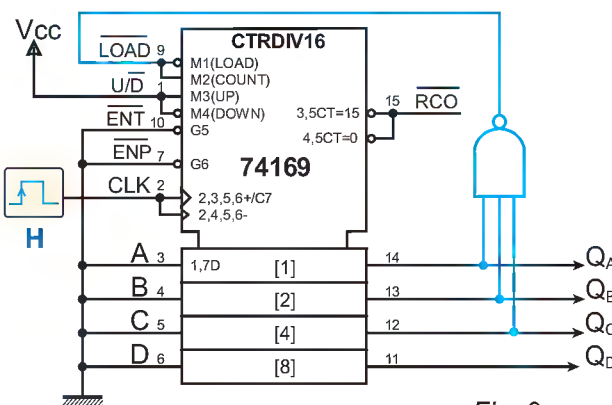 Vcc
CTRDIV16
LOAD 9
M1(LOAD)
M2(COUNT)
U/D 1
M3(UP)
M4(DOWN)
ENT 10
G5
3,5CT=15
15 RCO
4,5CT=0
ENP 7
G6
74169
CLK 2
2,3,5,6+/C7
2,4,5,6-
H
A 3
1,7D
[1]
14
QA
B 4
[2]
13
QB
C 5
[4]
12
QC
D 6
[8]
11
QD